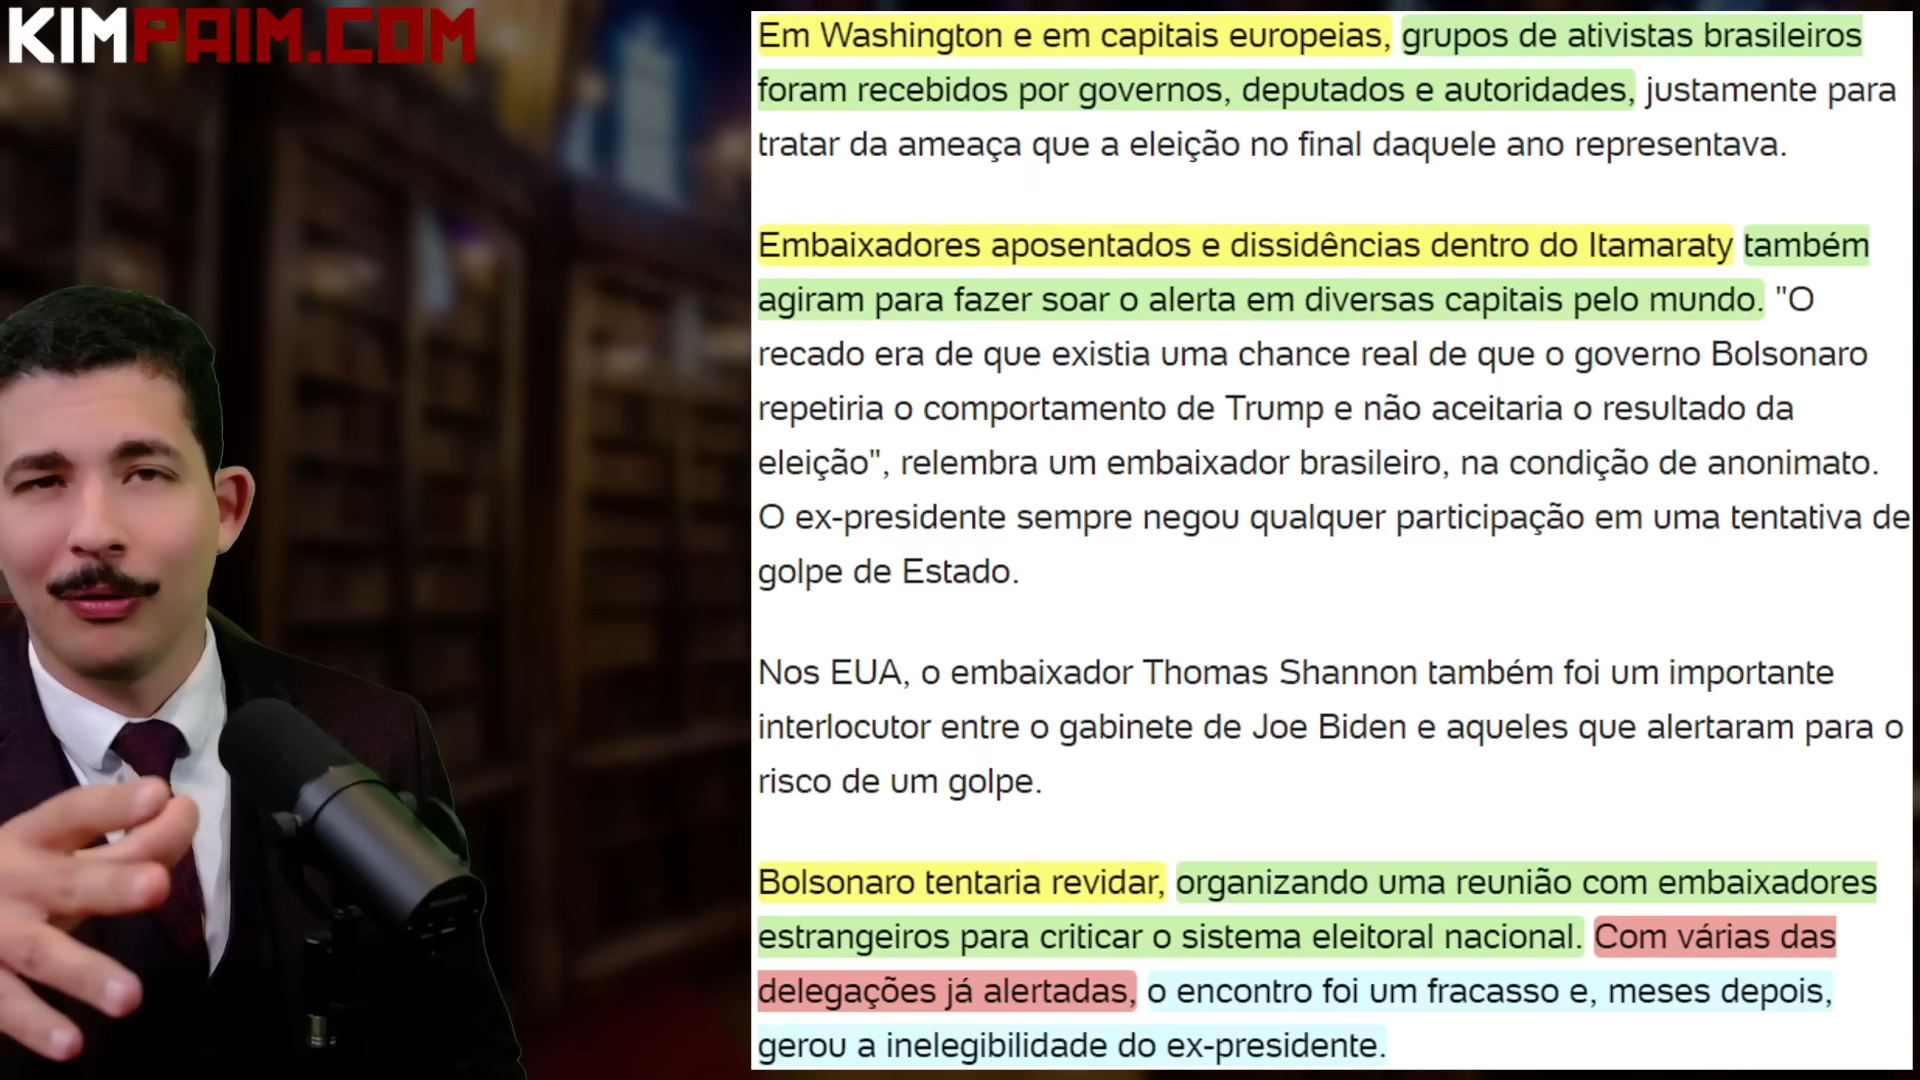 KIMPAIM.COM
Em Washington e em capitais europeias, grupos de ativistas brasileiros
foram recebidos por governos, deputados e autoridades, justamente para
tratar da ameaça que a eleição no final daquele ano representava.
Embaixadores aposentados e dissidências dentro do Itamaraty também
agiram para fazer soar o alerta em diversas capitais pelo mundo. "O
recado era de que existia uma chance real de que o governo Bolsonaro
repetiria o comportamento de Trump e não aceitaria o resultado da
eleição", relembra um embaixador brasileiro, na condição de anonimato.
O ex-presidente sempre negou qualquer participação em uma tentativa de
golpe de Estado.
Nos EUA, o embaixador Thomas Shannon também foi um importante
interlocutor entre o gabinete de Joe Biden e aqueles que alertaram para o
risco de um golpe.
Bolsonaro tentaria revidar, organizando uma reunião com embaixadores
estrangeiros para criticar o sistema eleitoral nacional. Com várias das
delegações já alertadas, o encontro foi um fracasso e, meses depois,
gerou a inelegibilidade do ex-presidente.